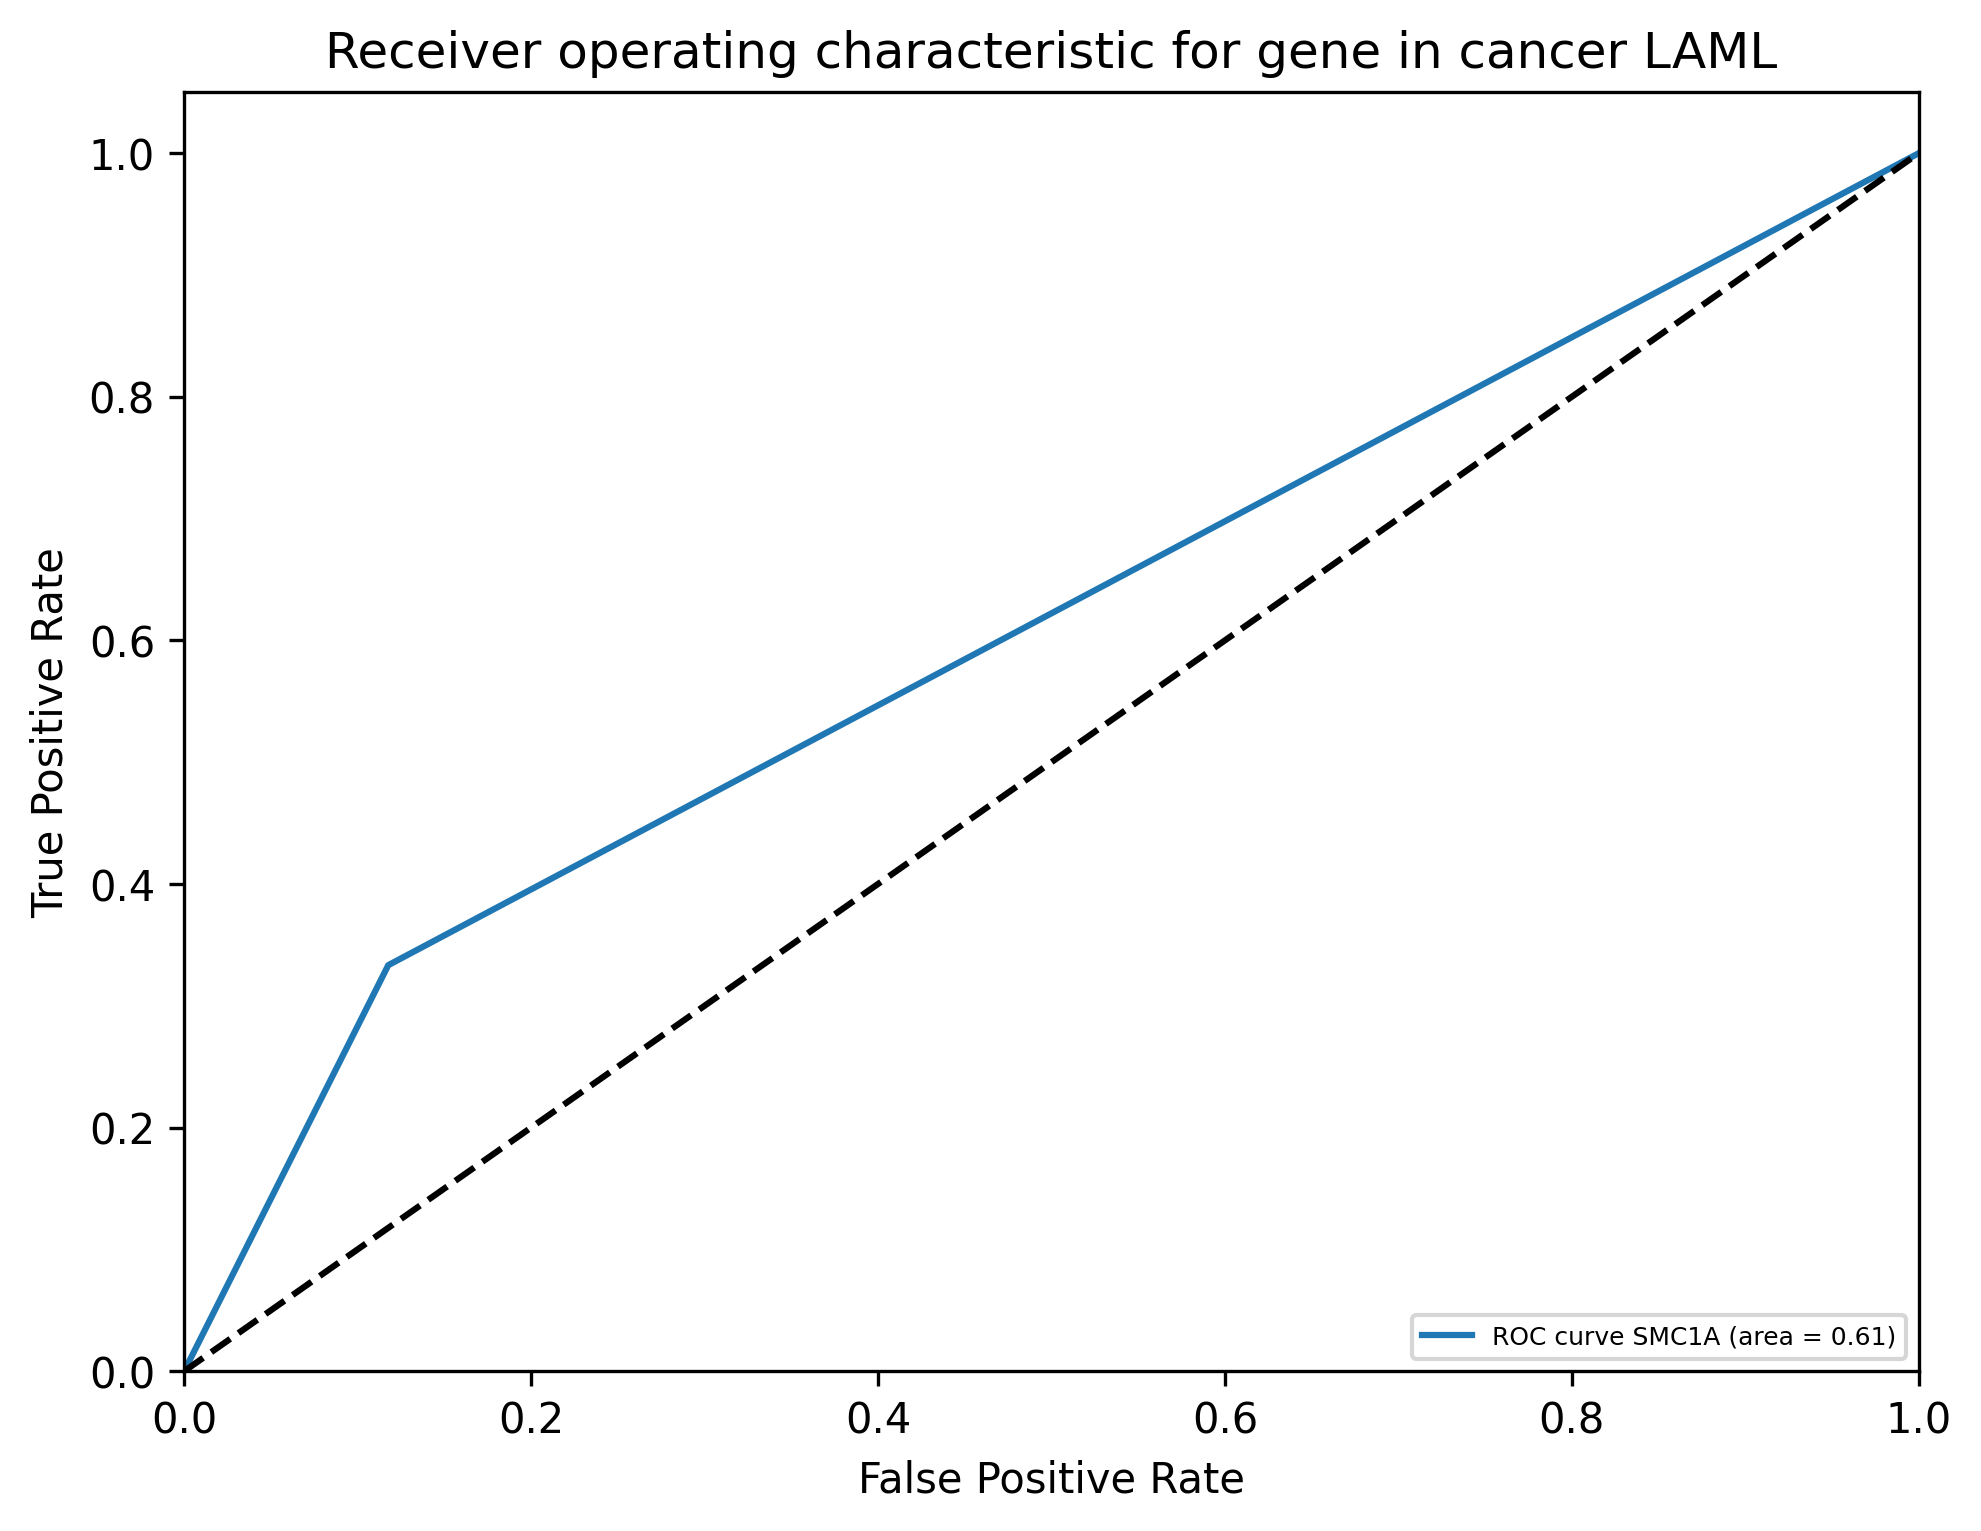 Receiver operating characteristic for gene in cancer LAML
1.0
0.8
0.6
0.4
0.2
0.0
True Positive Rate
ROC curve SMC1A (area = 0.61)
0.0 0.2 0.4 0.6 0.8 1.0
False Positive Rate